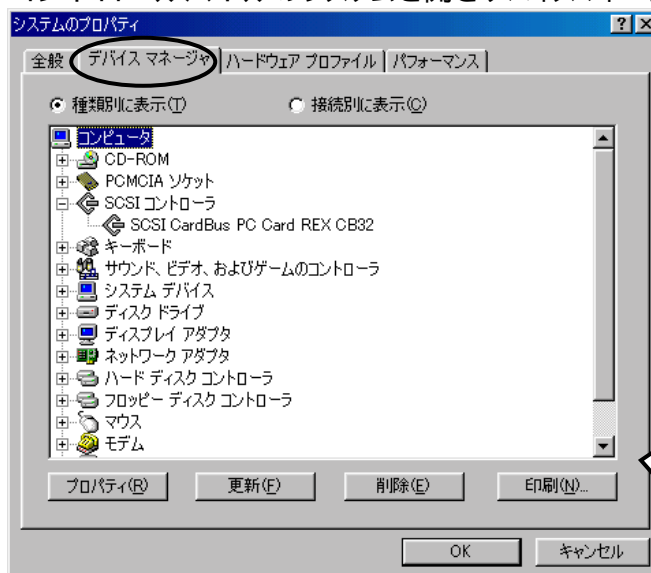 システムのプロパティ
全般 デバイス マネージャ ハードウェア プロファイル パフォーマンス
種類別に表示(T) 接続別に表示(C)
コンピュータ
CD-ROM
PCMCIA ソケット
SCSI コントローラ
SCSI CardBus PC Card REX CB32
キーボード
サウンド、ビデオ、およびゲームのコントローラ
システム デバイス
ディスク ドライブ
ディスプレイ アダプタ
ネットワーク アダプタ
ハード ディスク コントローラ
フロッピー ディスク コントローラ
マウス
モデム
プロパティ(R) 更新(F) 削除(E) 印刷(N)...
OK キャンセル